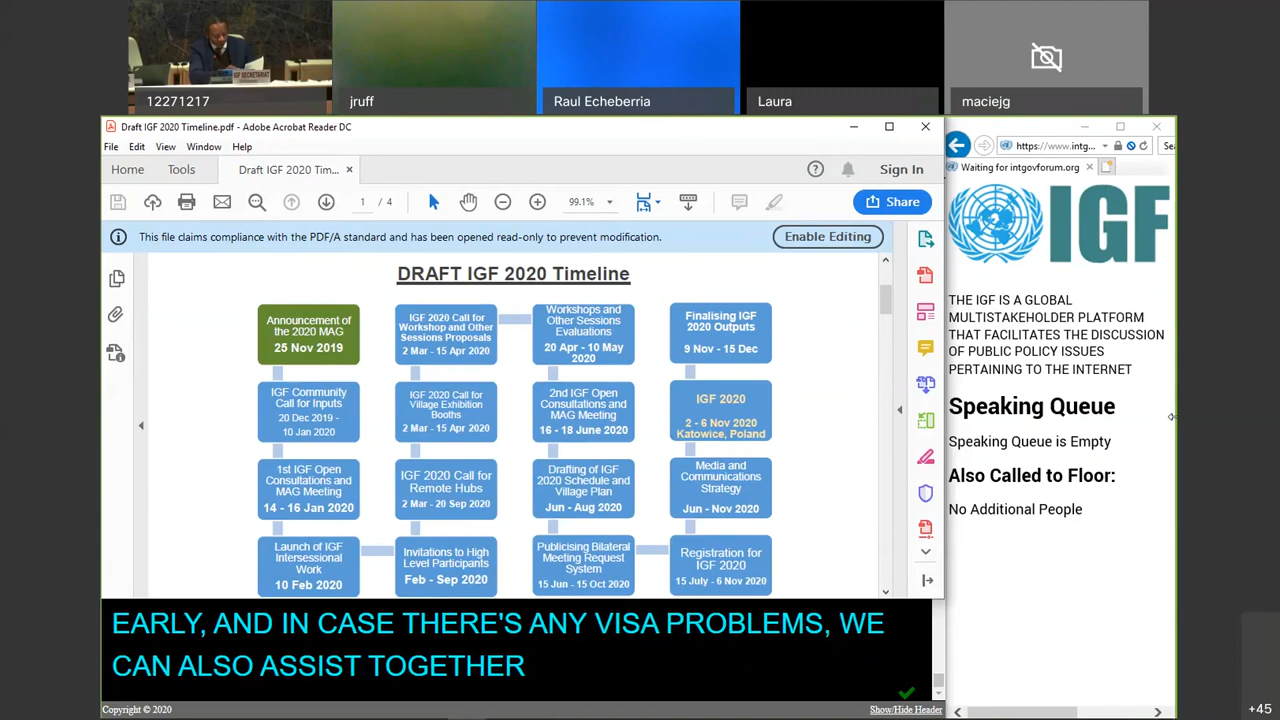 IGF SECRETARIAT
12271217
jruff
Raul Echeberria
Laura
maciejg
Draft IGF 2020 Timeline.pdf - Adobe Acrobat Reader DC
File Edit View Window Help
Home Tools Draft IGF 2020 Tim... Sign In
1 / 4 99.1% Share
This file claims compliance with the PDF/A standard and has been opened read-only to prevent modification. Enable Editing
DRAFT IGF 2020 Timeline
Announcement of
the 2020 MAG
25 Nov 2019
IGF Community
Call for Inputs
20 Dec 2019 -
10 Jan 2020
1st IGF Open
Consultations and
MAG Meeting
14 - 16 Jan 2020
Launch of IGF
Intersessional
Work
10 Feb 2020
IGF 2020 Call for
Workshop and Other
Sessions Proposals
2 Mar - 15 Apr 2020
IGF 2020 Call for
Village Exhibition
Booths
2 Mar - 15 Apr 2020
IGF 2020 Call for
Remote Hubs
2 Mar - 20 Sep 2020
Invitations to High
Level Participants
Feb - Sep 2020
Workshops and
Other Sessions
Evaluations
20 Apr - 10 May
2020
2nd IGF Open
Consultations and
MAG Meeting
16 - 18 June 2020
Drafting of IGF
2020 Schedule and
Village Plan
Jun - Aug 2020
Publicising Bilateral
Meeting Request
System
15 Jun - 15 Oct 2020
Finalising IGF
2020 Outputs
9 Nov - 15 Dec
IGF 2020
2 - 6 Nov 2020
Katowice, Poland
Media and
Communications
Strategy
Jun - Nov 2020
Registration for
IGF 2020
15 July - 6 Nov 2020
https://www.intg...
Sea
Waiting for intgovforum.org
IGF
THE IGF IS A GLOBAL
MULTISTAKEHOLDER PLATFORM
THAT FACILITATES THE DISCUSSION
OF PUBLIC POLICY ISSUES
PERTAINING TO THE INTERNET
Speaking Queue
Speaking Queue is Empty
Also Called to Floor:
No Additional People
EARLY, AND IN CASE THERE'S ANY VISA PROBLEMS, WE
CAN ALSO ASSIST TOGETHER
Copyright © 2020 Show/Hide Header
+45